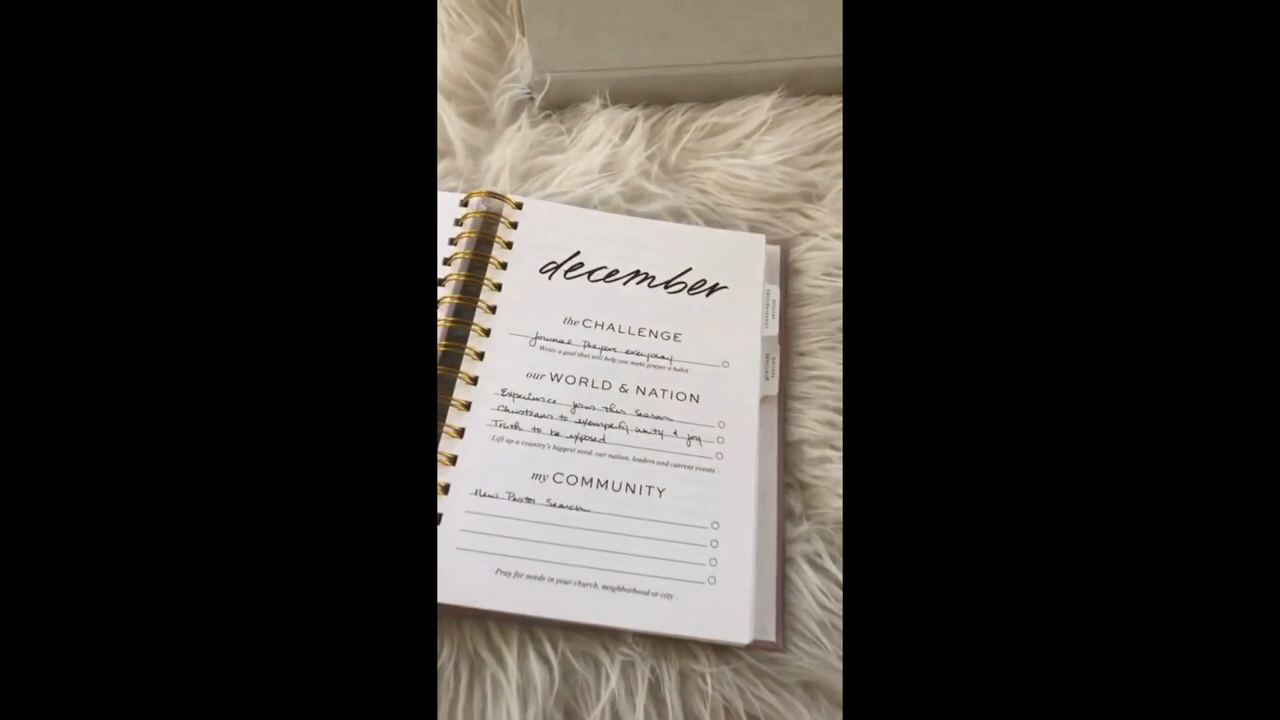 december
the CHALLENGE
Journal Prayers everyday
Write a goal that will help you make prayer a habit
our WORLD & NATION
Experience Jesus this season
Christians to exemplify unity & joy
Truth to be exposed
Lift up a country's biggest need, our nation, leaders and current events
my COMMUNITY
New Pastor Search
Pray for needs in your church, neighborhood or city